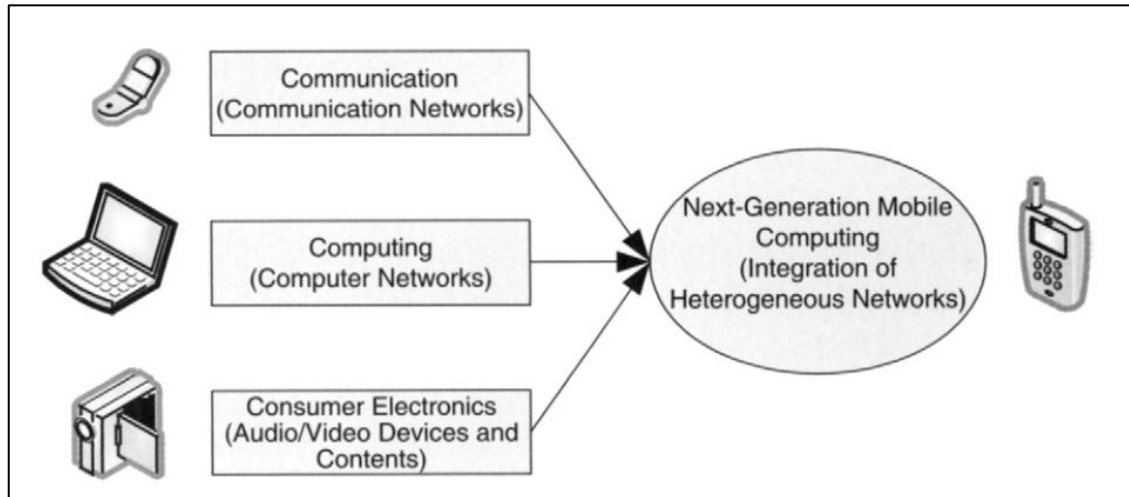 Communication
(Communication Networks)
Computing
(Computer Networks)
Consumer Electronics
(Audio/Video Devices and
Contents)
Next-Generation Mobile
Computing
(Integration of
Heterogeneous Networks)